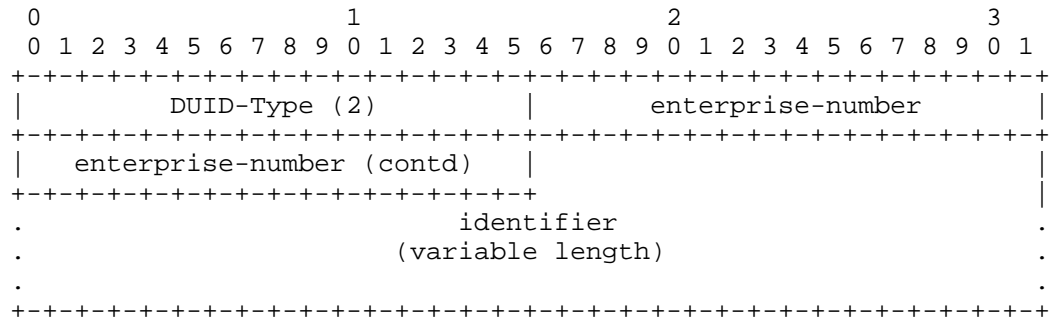 0                   1                   2                   3
0 1 2 3 4 5 6 7 8 9 0 1 2 3 4 5 6 7 8 9 0 1 2 3 4 5 6 7 8 9 0 1
+-+-+-+-+-+-+-+-+-+-+-+-+-+-+-+-+-+-+-+-+-+-+-+-+-+-+-+-+-+-+-+-+
|         DUID-Type (2)         |       enterprise-number       |
+-+-+-+-+-+-+-+-+-+-+-+-+-+-+-+-+-+-+-+-+-+-+-+-+-+-+-+-+-+-+-+-+
|   enterprise-number (contd)   |                               |
+-+-+-+-+-+-+-+-+-+-+-+-+-+-+-+-+                               |
.                           identifier                          .
.                       (variable length)                       .
.                                                               .
+-+-+-+-+-+-+-+-+-+-+-+-+-+-+-+-+-+-+-+-+-+-+-+-+-+-+-+-+-+-+-+-+